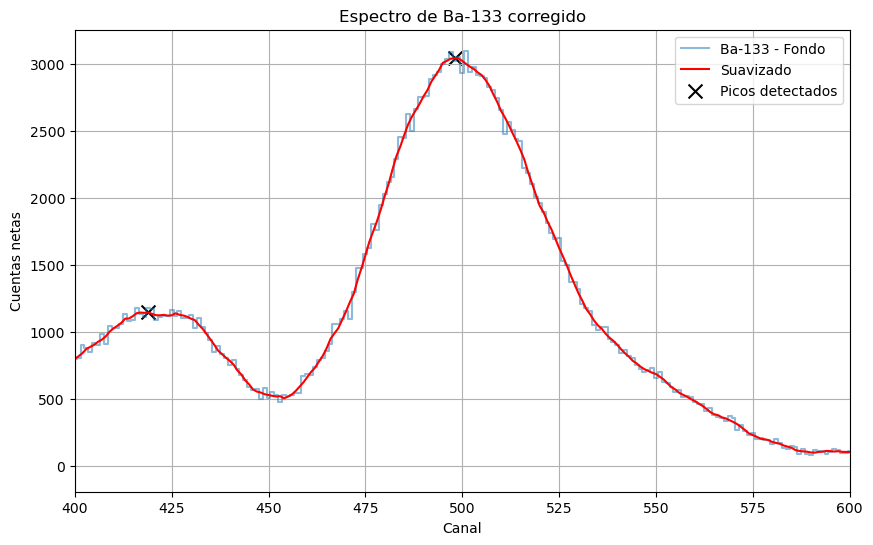 Espectro de Ba-133 corregido
Ba-133 - Fondo
Suavizado
Picos detectados
Cuentas netas
3000
2500
2000
1500
1000
500
0
400 425 450 475 500 525 550 575 600
Canal